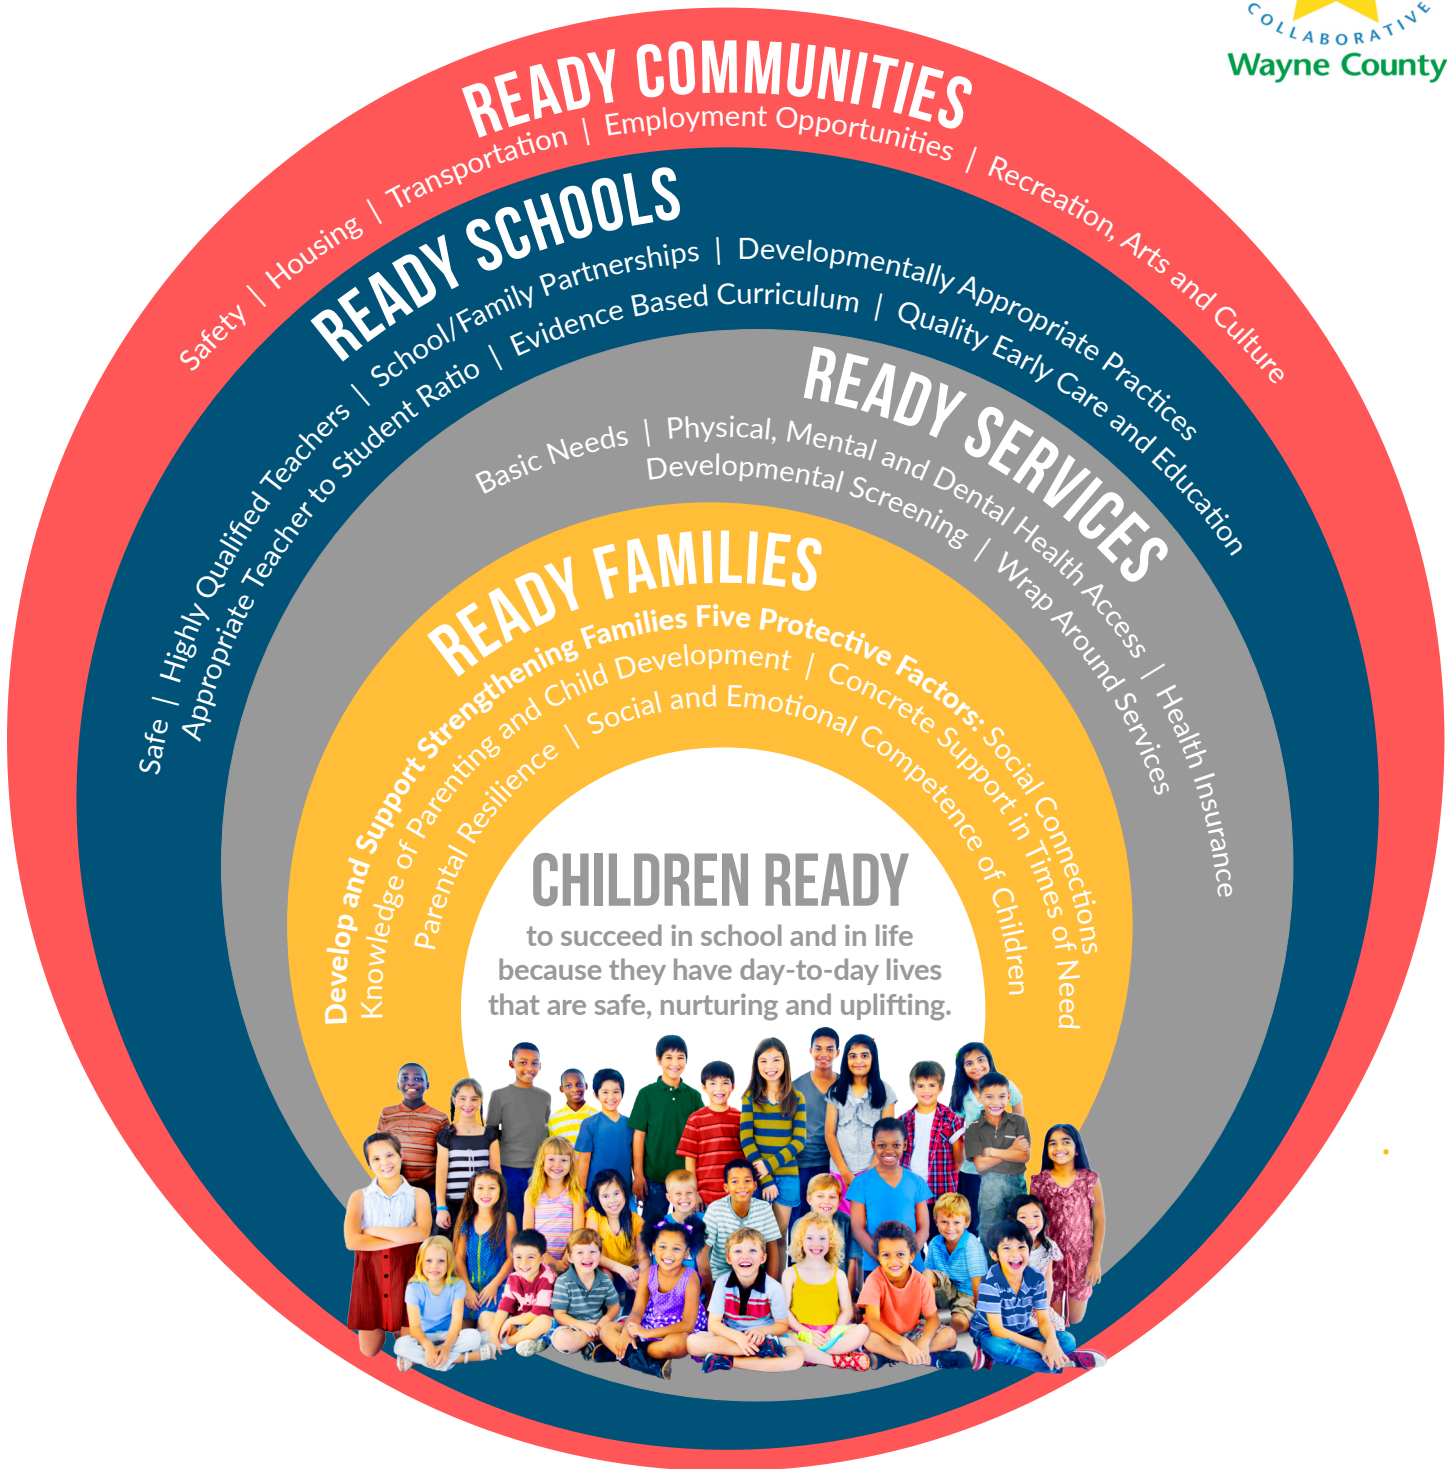 COLLABORATIVE
Wayne County
READY COMMUNITIES
Safety | Housing | Transportation | Employment Opportunities | Recreation, Arts and Culture
READY SCHOOLS
Safe | Highly Qualified Teachers | School/Family Partnerships | Developmentally Appropriate Practices
Appropriate Teacher to Student Ratio | Evidence Based Curriculum | Quality Early Care and Education
READY SERVICES
Basic Needs | Physical, Mental and Dental Health Access | Health Insurance
Developmental Screening | Wrap Around Services
READY FAMILIES
Develop and Support Strengthening Families Five Protective Factors: Social Connections
Knowledge of Parenting and Child Development | Concrete Support in Times of Need
Parental Resilience | Social and Emotional Competence of Children
CHILDREN READY
to succeed in school and in life
because they have day-to-day lives
that are safe, nurturing and uplifting.